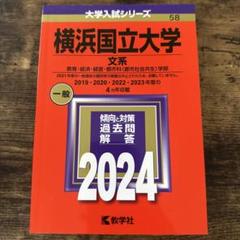 大学入試シリーズ
58
横浜国立大学
文系
教育・経済・経営・都市科〈都市社会共生〉学部
2019・2020・2022・2023年度の
4カ年収載
一般
傾向と対策
過去問
解答
2024
教学社